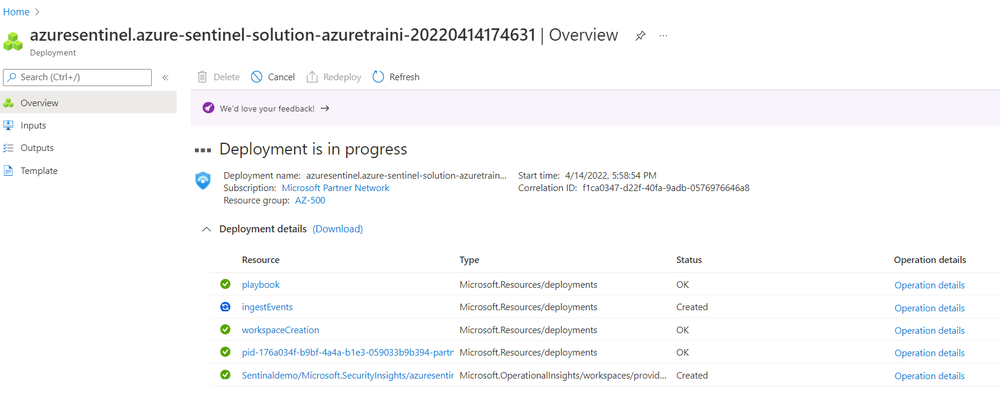 Home
azuresentinel.azure-sentinel-solution-azuretraini-20220414174631 | Overview
Deployment
Search (Ctrl+/)
Delete Cancel Redeploy Refresh
Overview
Inputs
Outputs
Template
We'd love your feedback! →
Deployment is in progress
Deployment name: azuresentinel.azure-sentinel-solution-azuretrain... Start time: 4/14/2022, 5:58:54 PM
Subscription: Microsoft Partner Network Correlation ID: f1ca0347-d22f-40fa-9adb-0576976646a8
Resource group: AZ-500
Deployment details (Download)
Resource Type Status Operation details
playbook Microsoft.Resources/deployments OK Operation details
ingestEvents Microsoft.Resources/deployments Created Operation details
workspaceCreation Microsoft.Resources/deployments OK Operation details
pid-176a034f-b9bf-4a4a-b1e3-059033b9b394-partn Microsoft.Resources/deployments OK Operation details
Sentinaldemo/Microsoft.SecurityInsights/azuresentin Microsoft.OperationalInsights/workspaces/provid... Created Operation details